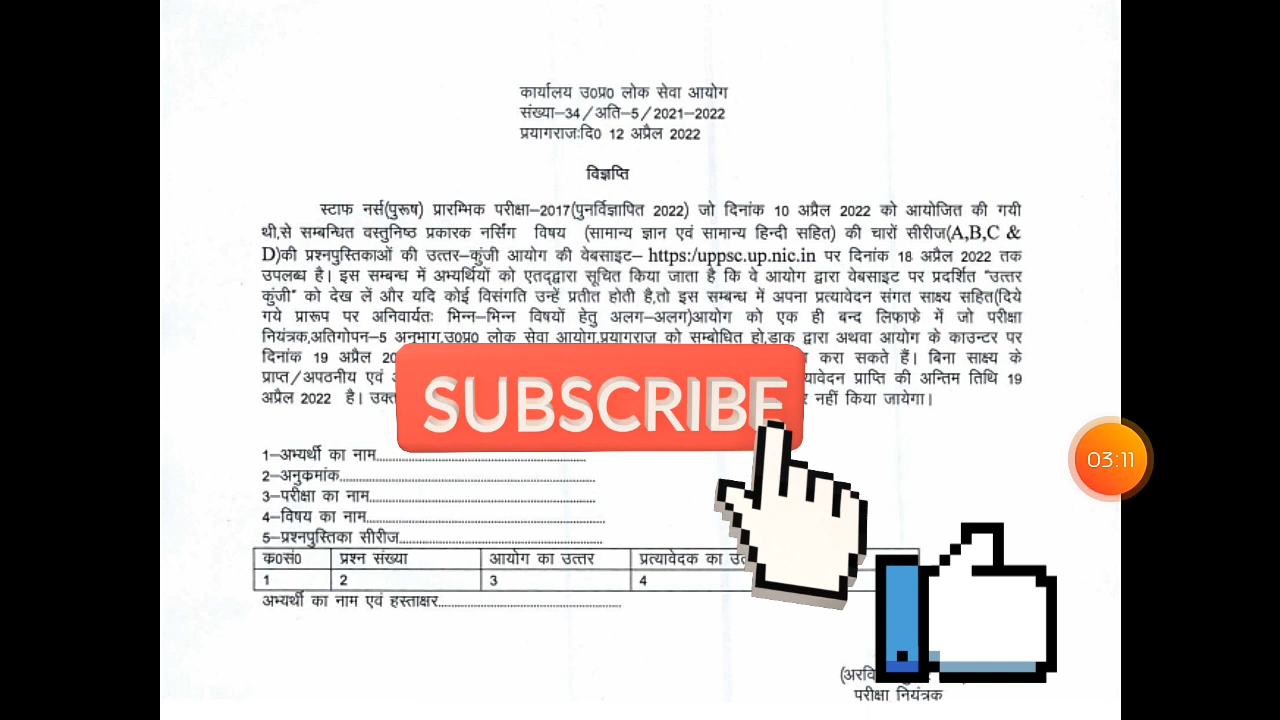 कार्यालय उ0प्र0 लोक सेवा आयोग
संख्या–34/अति–5/2021–2022
प्रयागराजःदि0 12 अप्रैल 2022
विज्ञप्ति
स्टाफ नर्स(पुरूष) प्रारम्भिक परीक्षा–2017(पुनर्विज्ञापित 2022) जो दिनांक 10 अप्रैल 2022 को आयोजित की गयी
थी,से सम्बन्धित वस्तुनिष्ठ प्रकारक नर्सिंग विषय (सामान्य ज्ञान एवं सामान्य हिन्दी सहित) की चारों सीरीज(A,B,C &
D)की प्रश्नपुस्तिकाओं की उत्तर–कुंजी आयोग की वेबसाइट– https:/uppsc.up.nic.in पर दिनांक 18 अप्रैल 2022 तक
उपलब्ध है। इस सम्बन्ध में अभ्यर्थियों को एतद्द्वारा सूचित किया जाता है कि वे आयोग द्वारा वेबसाइट पर प्रदर्शित "उत्तर
कुंजी" को देख लें और यदि कोई विसंगति उन्हें प्रतीत होती है,तो इस सम्बन्ध में अपना प्रत्यावेदन संगत साक्ष्य सहित(दिये
गये प्रारूप पर अनिवार्यतः भिन्न–भिन्न विषयों हेतु अलग–अलग)आयोग को एक ही बन्द लिफाफे में जो परीक्षा
नियंत्रक,अतिगोपन–5 अनुभाग,उ0प्र0 लोक सेवा आयोग,प्रयागराज को सम्बोधित हो,डाक द्वारा अथवा आयोग के काउन्टर पर
दिनांक 19 अप्रैल करा सकते हैं। बिना साक्ष्य के
प्राप्त/अपठनीय एवं प्राप्ति की अन्तिम तिथि 19
अप्रैल 2022 है। नहीं किया जायेगा।
SUBSCRIBE
1–अभ्यर्थी का नाम
2–अनुक्रमांक
03:11
3–परीक्षा का नाम
4–विषय का नाम
5–प्रश्नपुस्तिका सीरीज
क0सं0 प्रश्न संख्या आयोग का उत्तर प्रत्यावेदक का
1 2 3 4
अभ्यर्थी का नाम एवं हस्ताक्षर
परीक्षा नियंत्रक